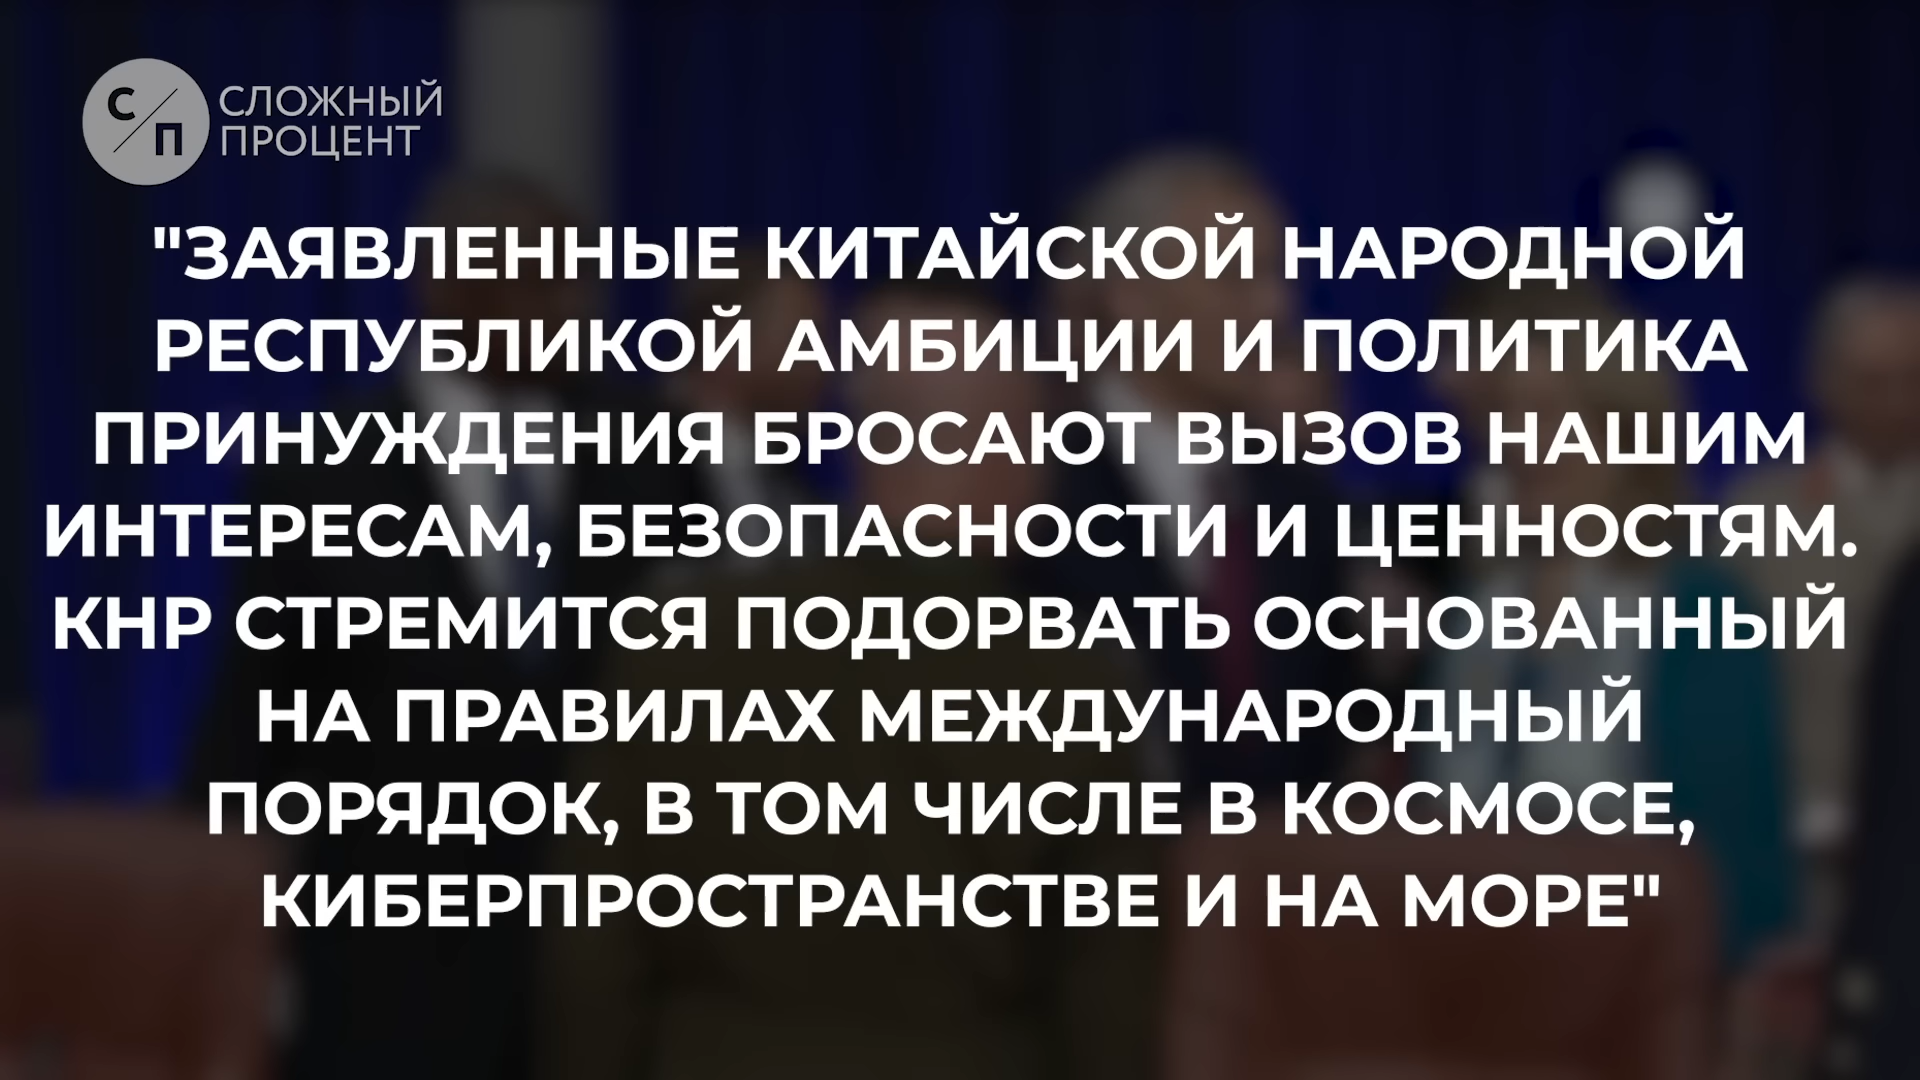 С/П
СЛОЖНЫЙ
ПРОЦЕНТ
"ЗАЯВЛЕННЫЕ КИТАЙСКОЙ НАРОДНОЙ
РЕСПУБЛИКОЙ АМБИЦИИ И ПОЛИТИКА
ПРИНУЖДЕНИЯ БРОСАЮТ ВЫЗОВ НАШИМ
ИНТЕРЕСАМ, БЕЗОПАСНОСТИ И ЦЕННОСТЯМ.
КНР СТРЕМИТСЯ ПОДОРВАТЬ ОСНОВАННЫЙ
НА ПРАВИЛАХ МЕЖДУНАРОДНЫЙ
ПОРЯДОК, В ТОМ ЧИСЛЕ В КОСМОСЕ,
КИБЕРПРОСТРАНСТВЕ И НА МОРЕ"